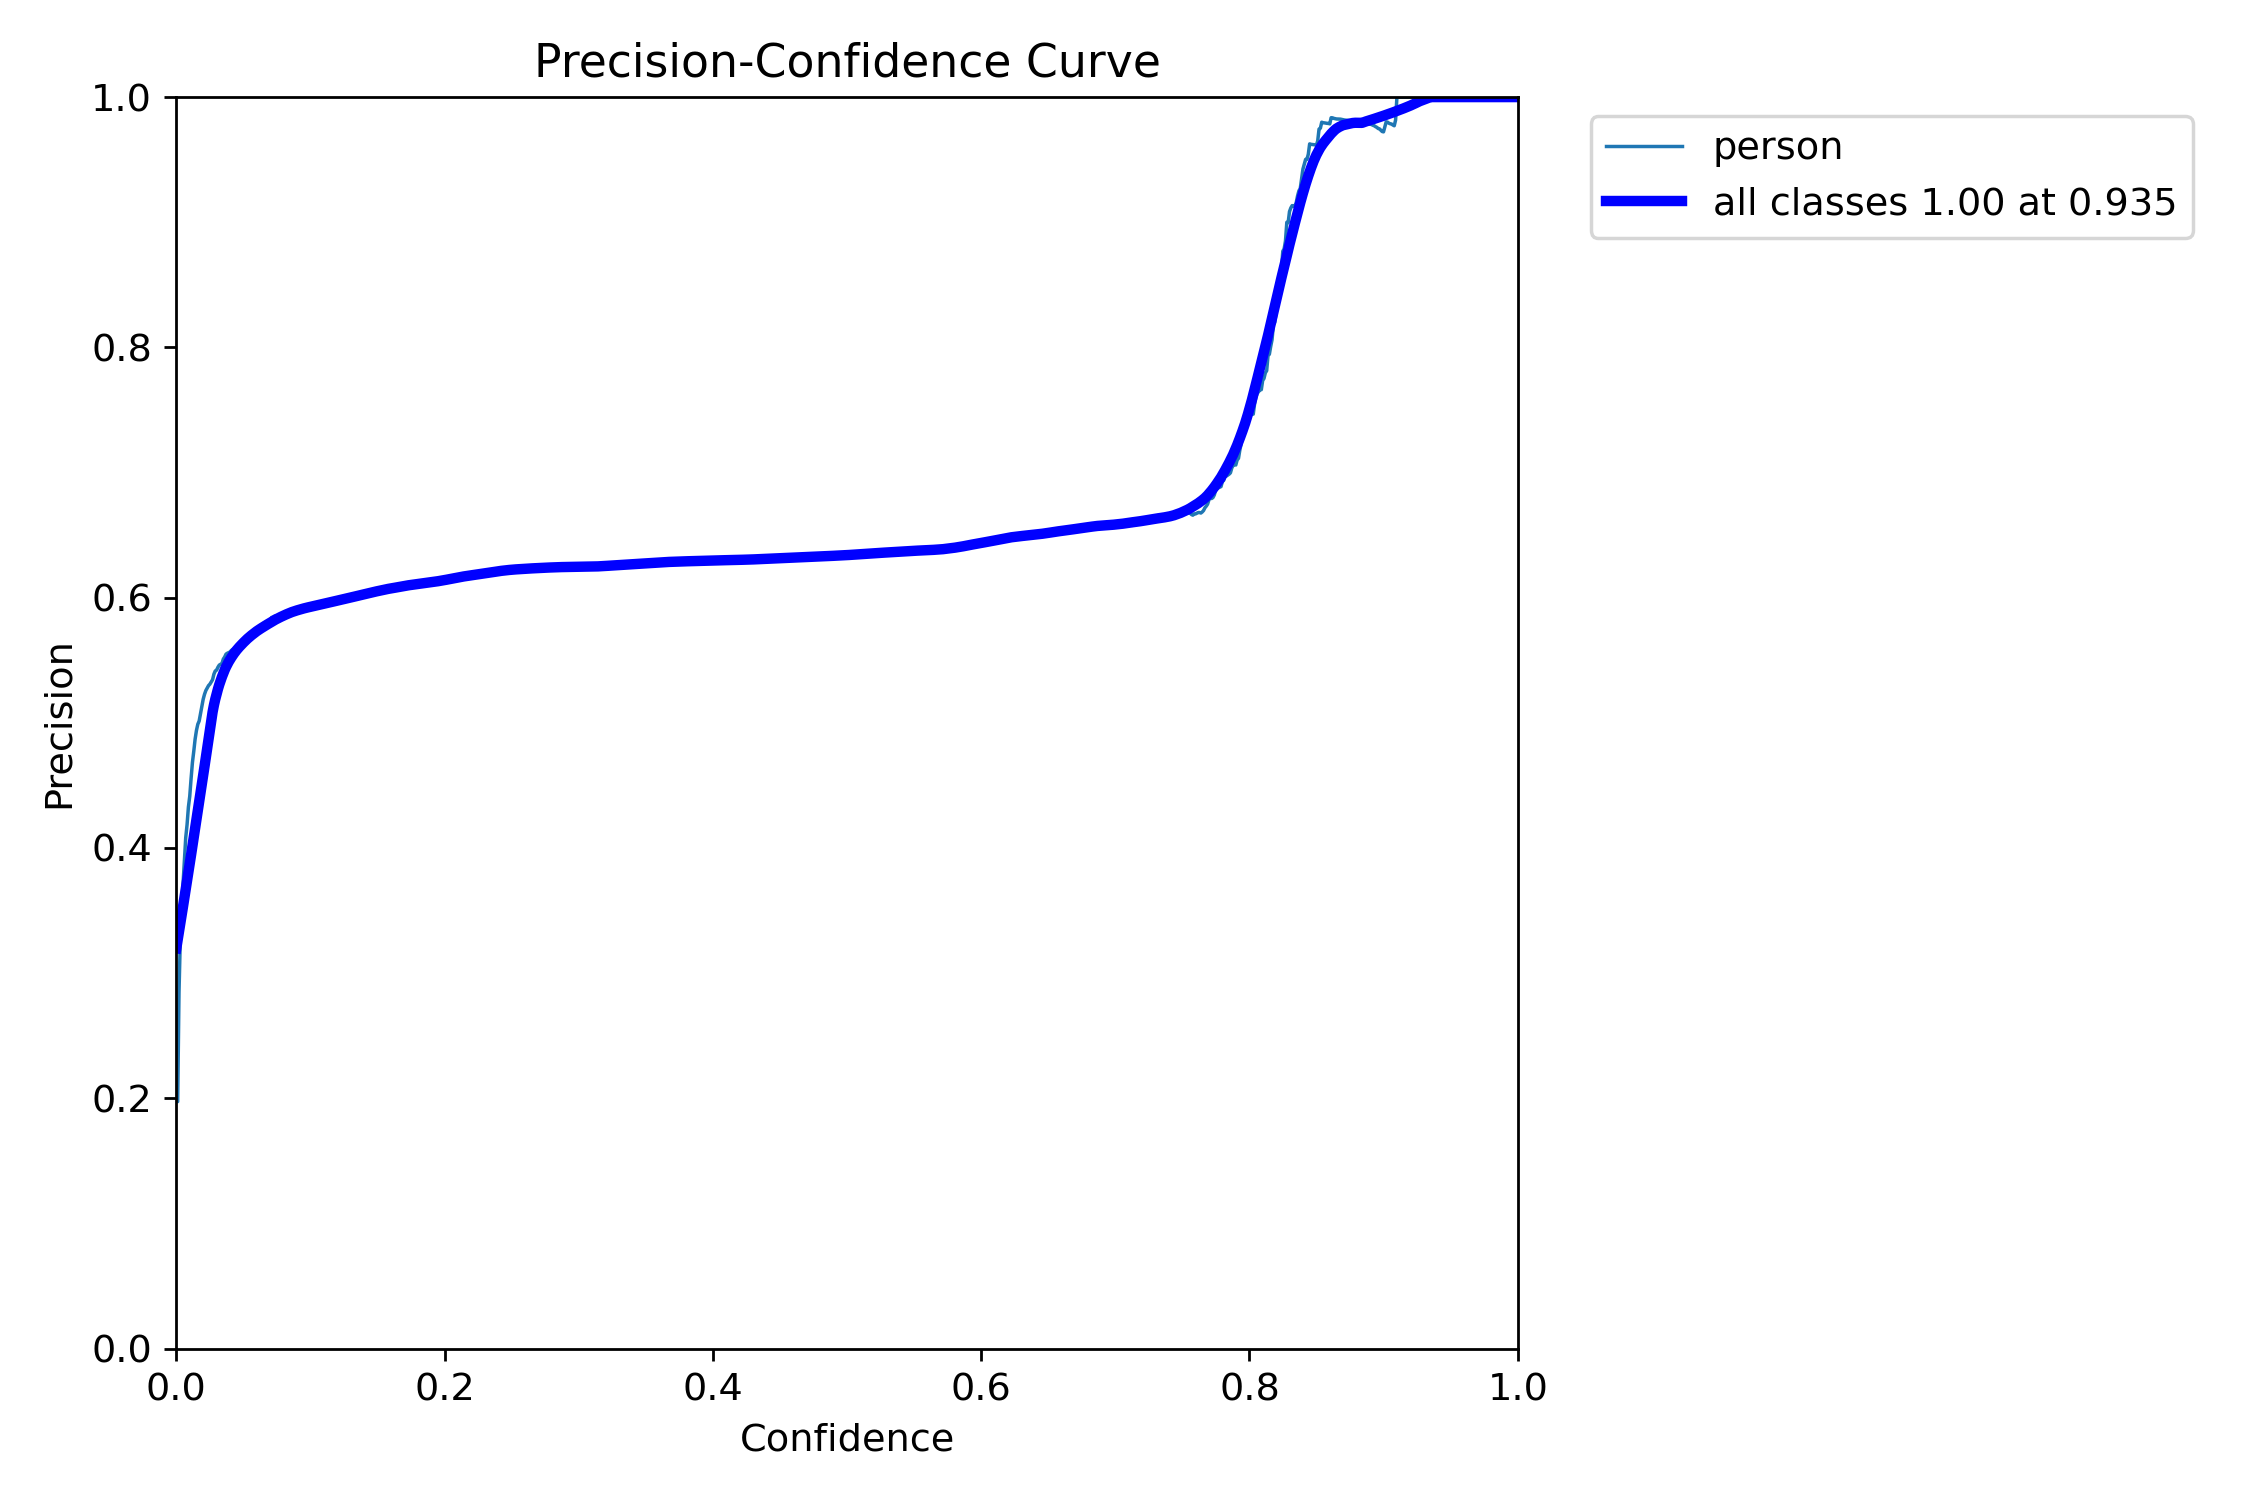 Precision-Confidence Curve
person
all classes 1.00 at 0.935
Precision
1.0
0.8
0.6
0.4
0.2
0.0
0.0 0.2 0.4 0.6 0.8 1.0
Confidence